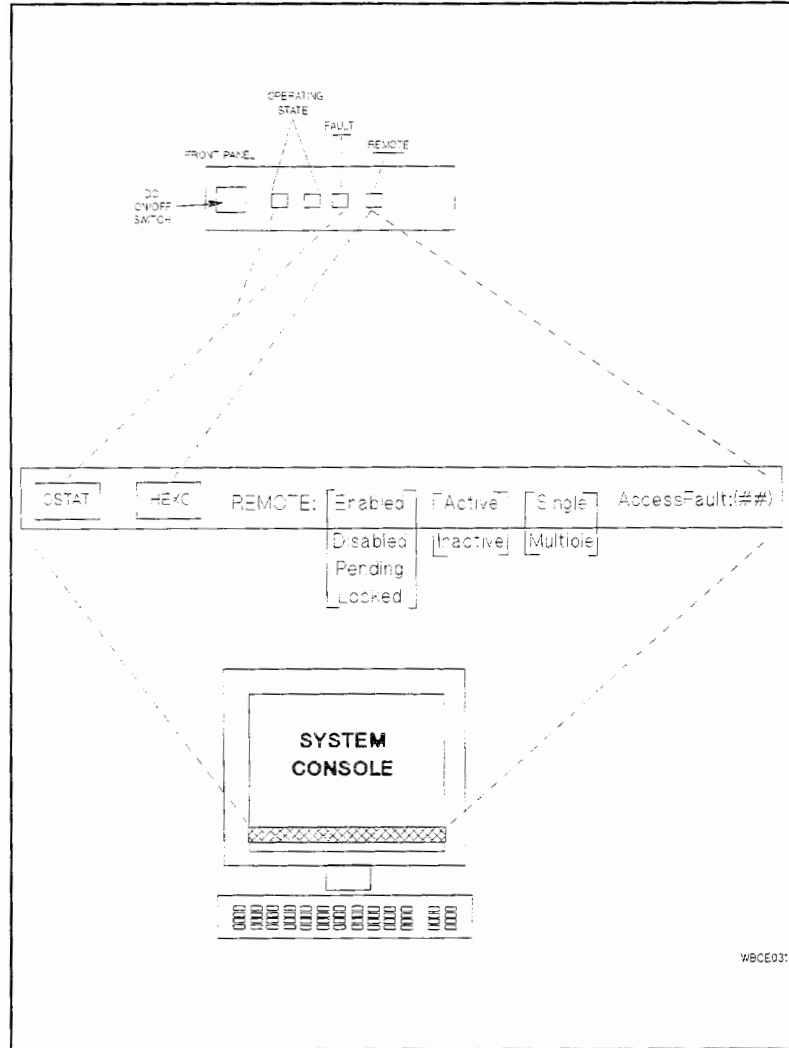 OPERATING
STATE
FAULT
REMOTE
FRONT PANEL
DC
ON/OFF
SWITCH
CSTAT
HEXC
REMOTE:
Enabled
Disabled
Pending
Locked
Active
Inactive
Single
Multiple
AccessFault:(##)
SYSTEM
CONSOLE
WBCE031